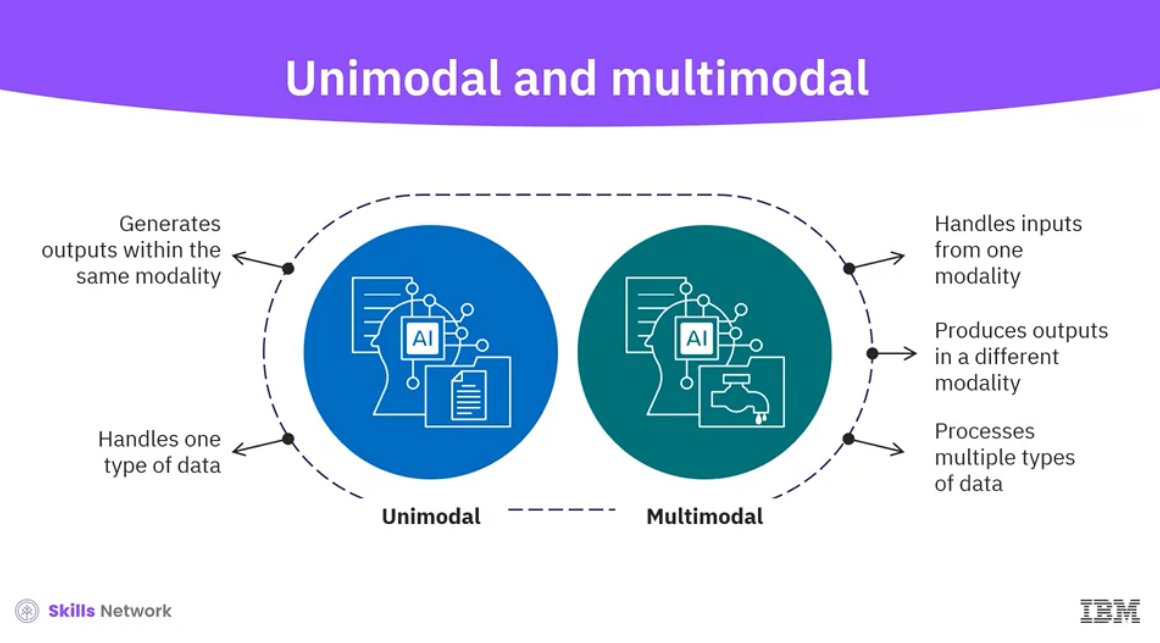 Unimodal and multimodal
Generates
outputs within the
same modality
Handles one
type of data
AI
Unimodal
AI
Multimodal
Handles inputs
from one
modality
Produces outputs
in a different
modality
Processes
multiple types
of data
Skills Network
IBM